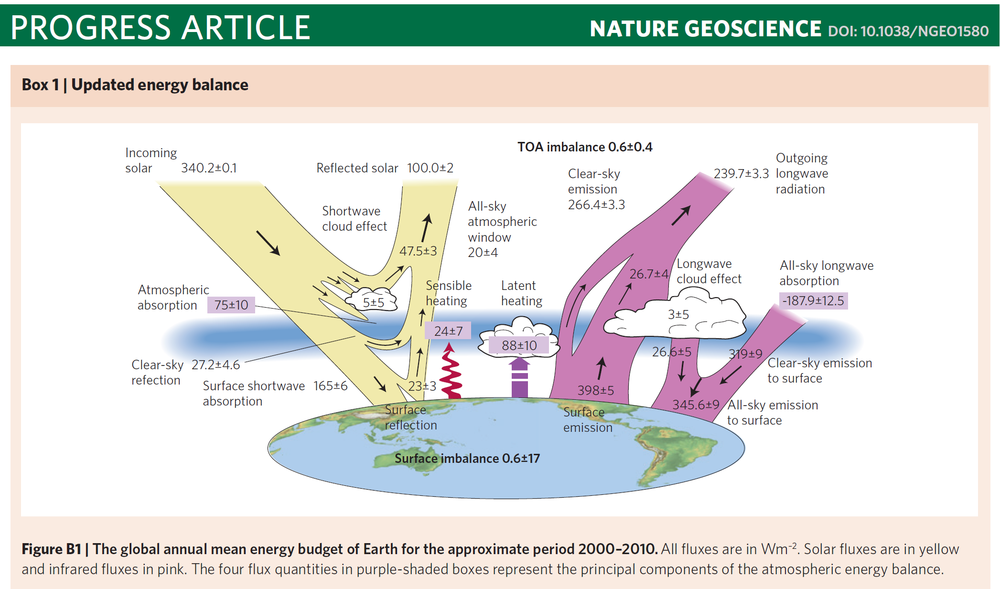 PROGRESS ARTICLE
NATURE GEOSCIENCE DOI: 10.1038/NGEO1580
Box 1 | Updated energy balance
TOA imbalance 0.6±0.4
Incoming
solar 340.2±0.1
Reflected solar 100.0±2
Outgoing
239.7±3.3 longwave
radiation
Clear-sky
emission
266.4±3.3
Shortwave
cloud effect
All-sky
atmospheric
window
20±4
47.5±3
Longwave
cloud effect
26.7±4
All-sky longwave
absorption
-187.9±12.5
Atmospheric
absorption 75±10
5±5
Sensible
heating
24±7
Latent
heating
88±10
3±5
26.6±5
319±9
Clear-sky emission
to surface
Clear-sky 27.2±4.6
refection
Surface shortwave 165±6
absorption
23±3
398±5
345.6±9 All-sky emission
to surface
Surface
reflection
Surface
emission
Surface imbalance 0.6±17
Figure B1 | The global annual mean energy budget of Earth for the approximate period 2000–2010. All fluxes are in Wm–2. Solar fluxes are in yellow
and infrared fluxes in pink. The four flux quantities in purple-shaded boxes represent the principal components of the atmospheric energy balance.